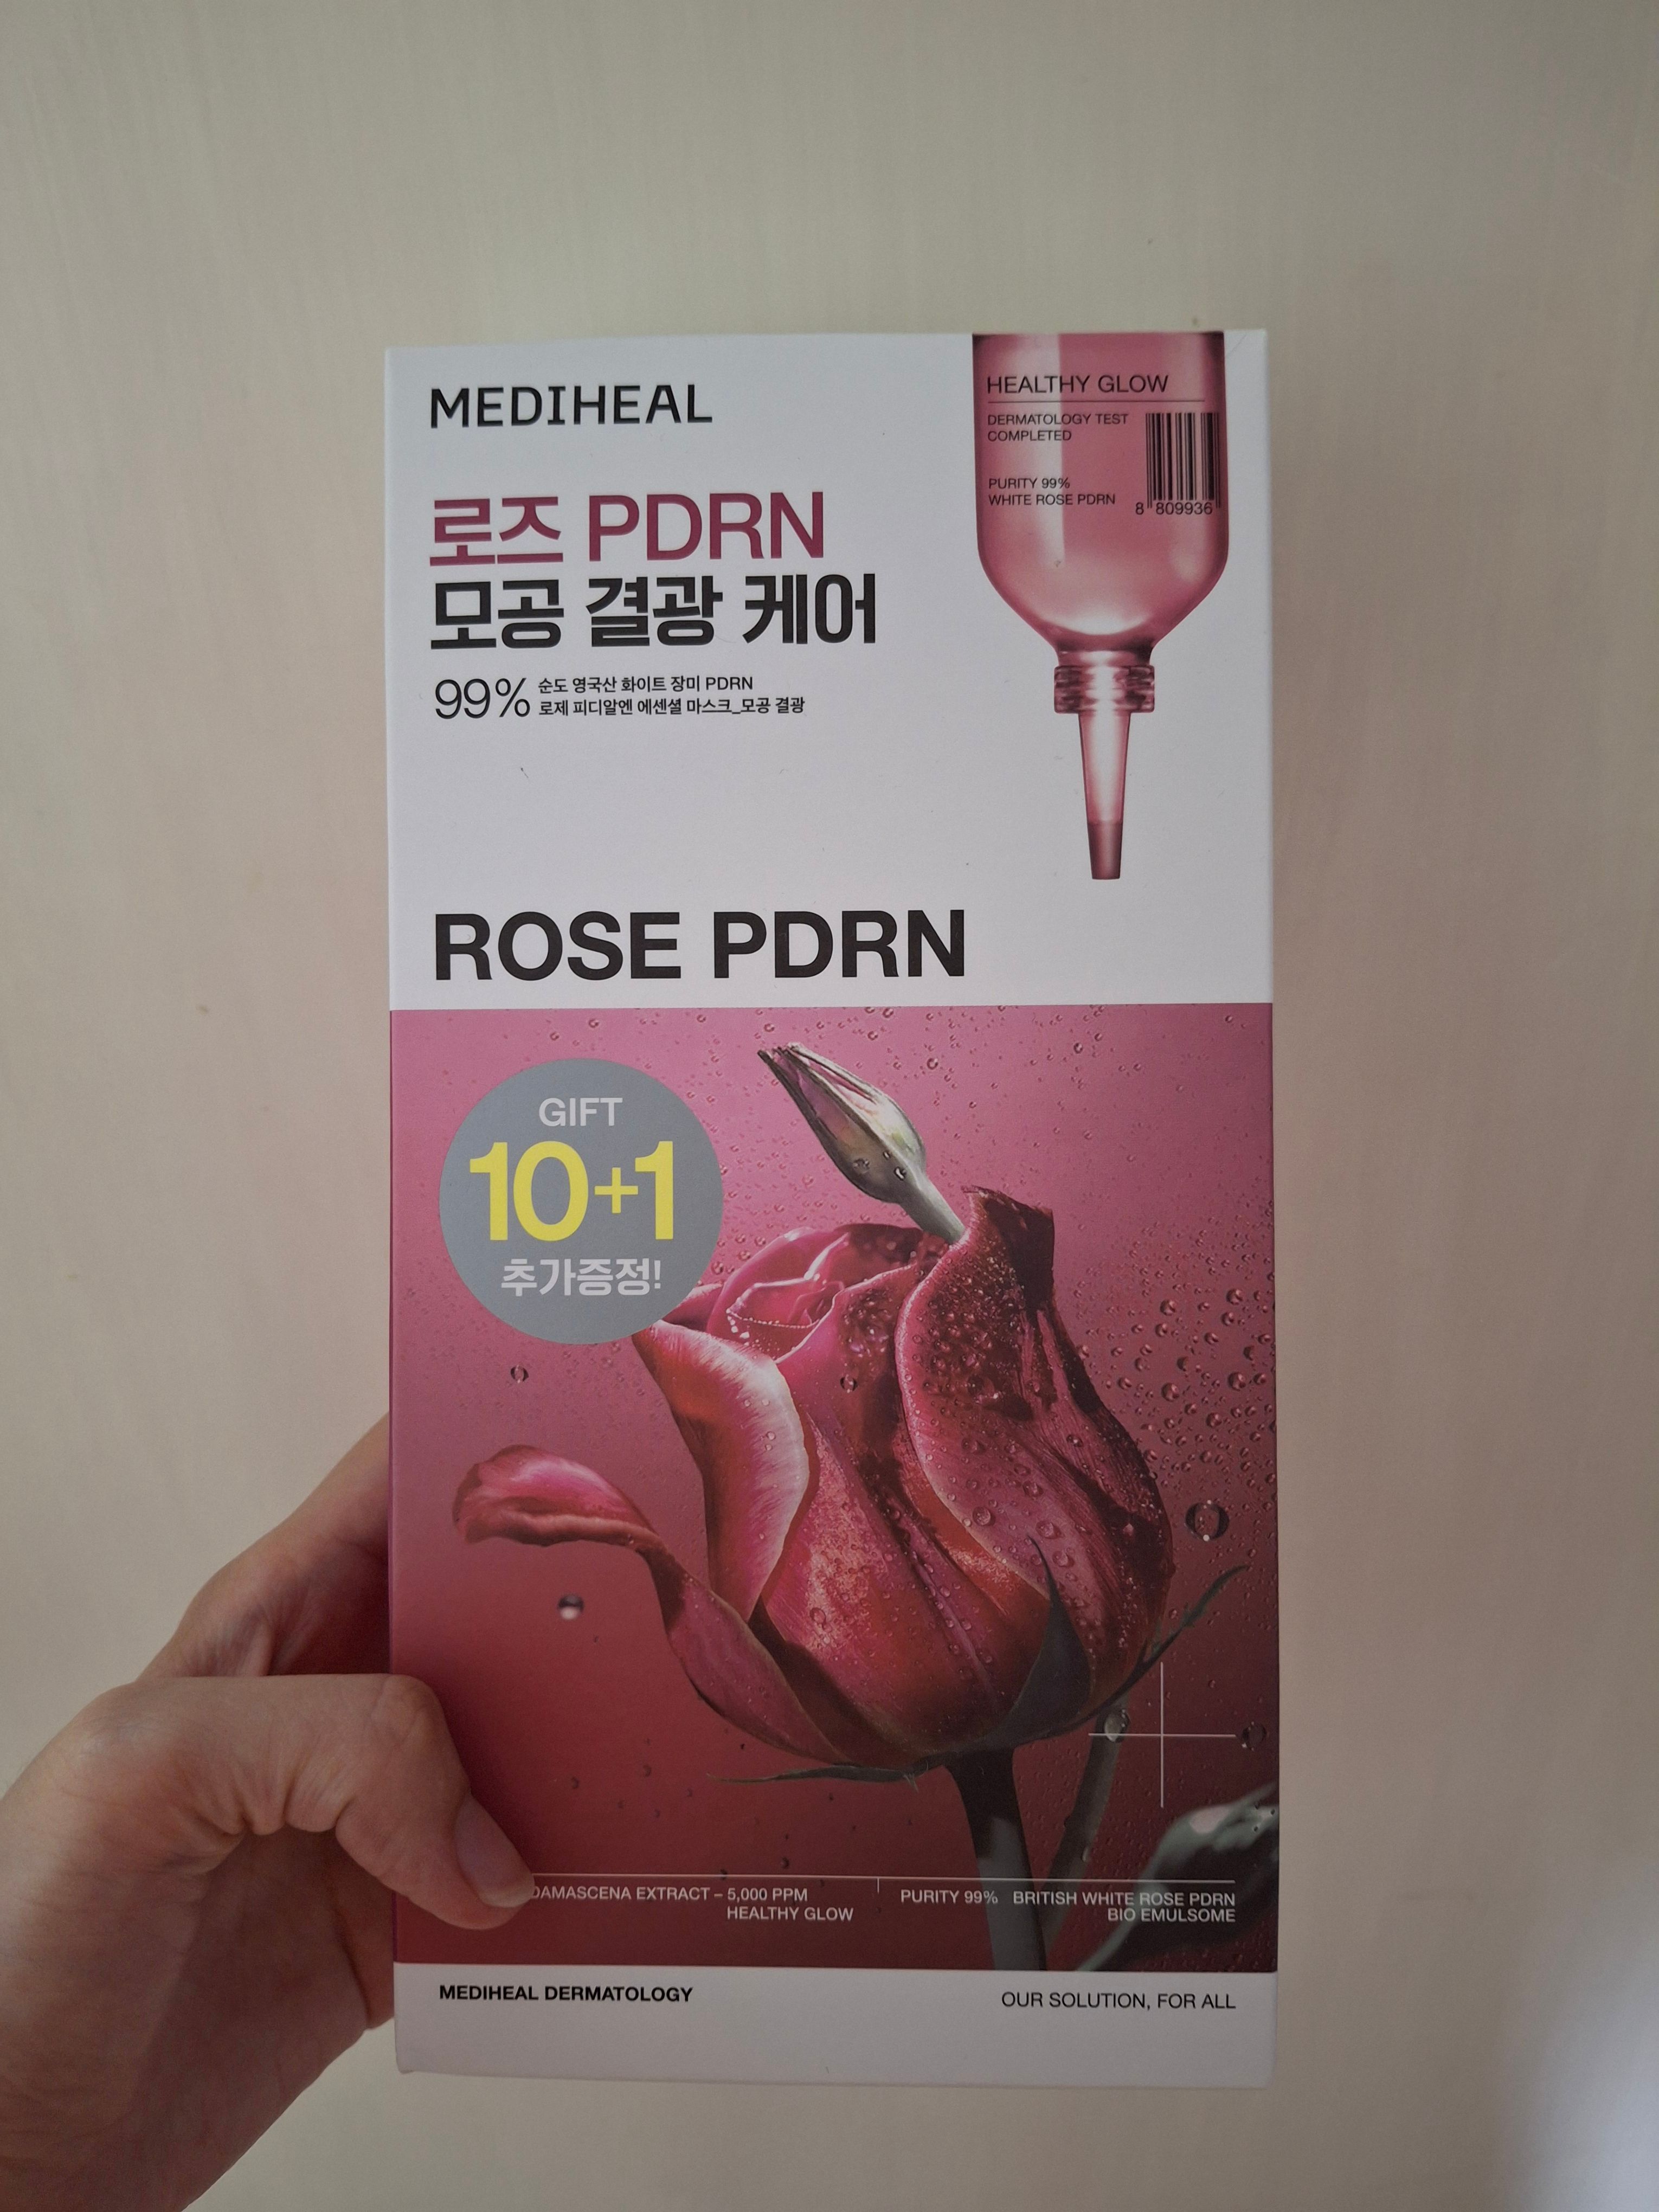 MEDIHEAL
HEALTHY GLOW
DERMATOLOGY TEST
COMPLETED
PURITY 99%
WHITE ROSE PDRN
8 809936
로즈 PDRN
모공 결광 케어
99% 순도 영국산 화이트 장미 PDRN
로제 피디알엔 에센셜 마스크_모공 결광
ROSE PDRN
GIFT
10+1
추가증정!
DAMASCENA EXTRACT – 5,000 PPM
HEALTHY GLOW
PURITY 99% BRITISH WHITE ROSE PDRN
BIO EMULSOME
MEDIHEAL DERMATOLOGY
OUR SOLUTION, FOR ALL